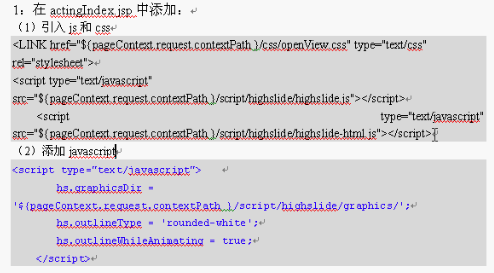 1：在 actingIndex.jsp 中添加：
（1）引入 js 和 css
<LINK href="${pageContext.request.contextPath }/css/openView.css" type="text/css"
rel="stylesheet">
<script type="text/javascript"
src="${pageContext.request.contextPath }/script/highslide/highslide.js"></script>
<script type="text/javascript"
src="${pageContext.request.contextPath }/script/highslide/highslide-html.js"></script>
（2）添加 javascript
<script type="text/javascript">
hs.graphicsDir =
'${pageContext.request.contextPath }/script/highslide/graphics/';
hs.outlineType = 'rounded-white';
hs.outlineWhileAnimating = true;
</script>